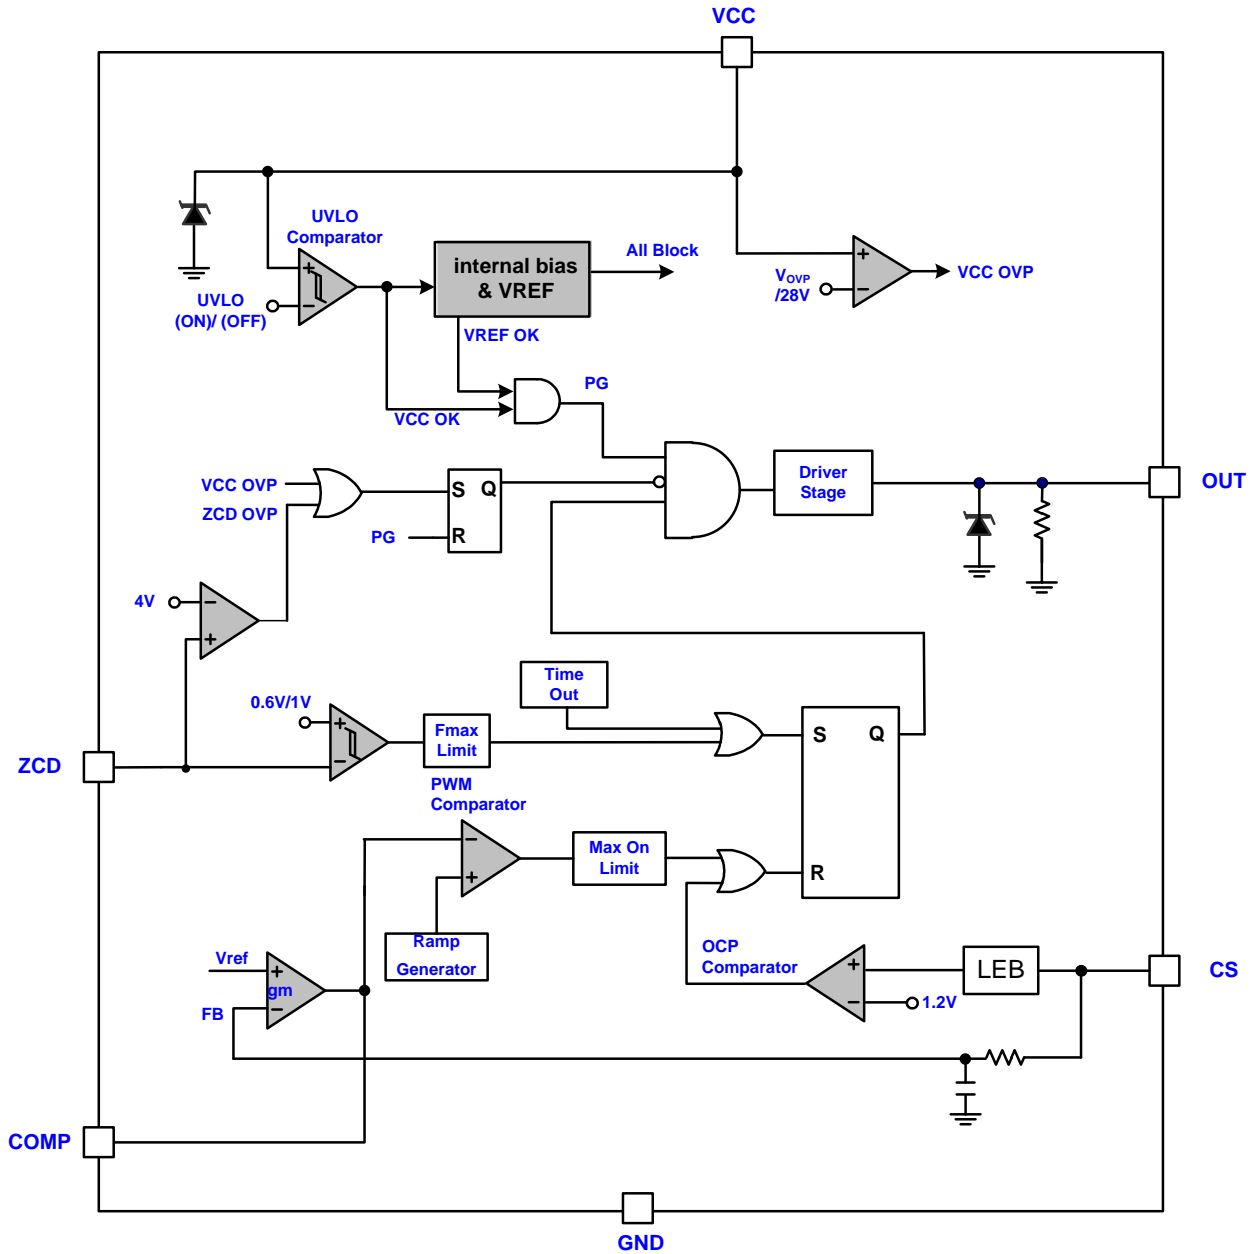 VCC
UVLO
Comparator
+
−
UVLO
(ON)/ (OFF)
internal bias
& VREF
All Block
VREF OK
VCC OK
PG
+
−
VOVP
/28V
VCC OVP
VCC OVP
ZCD OVP
S Q
R
PG
Driver
Stage
OUT
4V
−
+
Time
Out
0.6V/1V
+
−
Fmax
Limit
ZCD
S Q
R
PWM
Comparator
−
+
Max On
Limit
Ramp
Generator
Vref
+
gm
−
FB
OCP
Comparator
+
−
LEB
1.2V
CS
COMP
GND